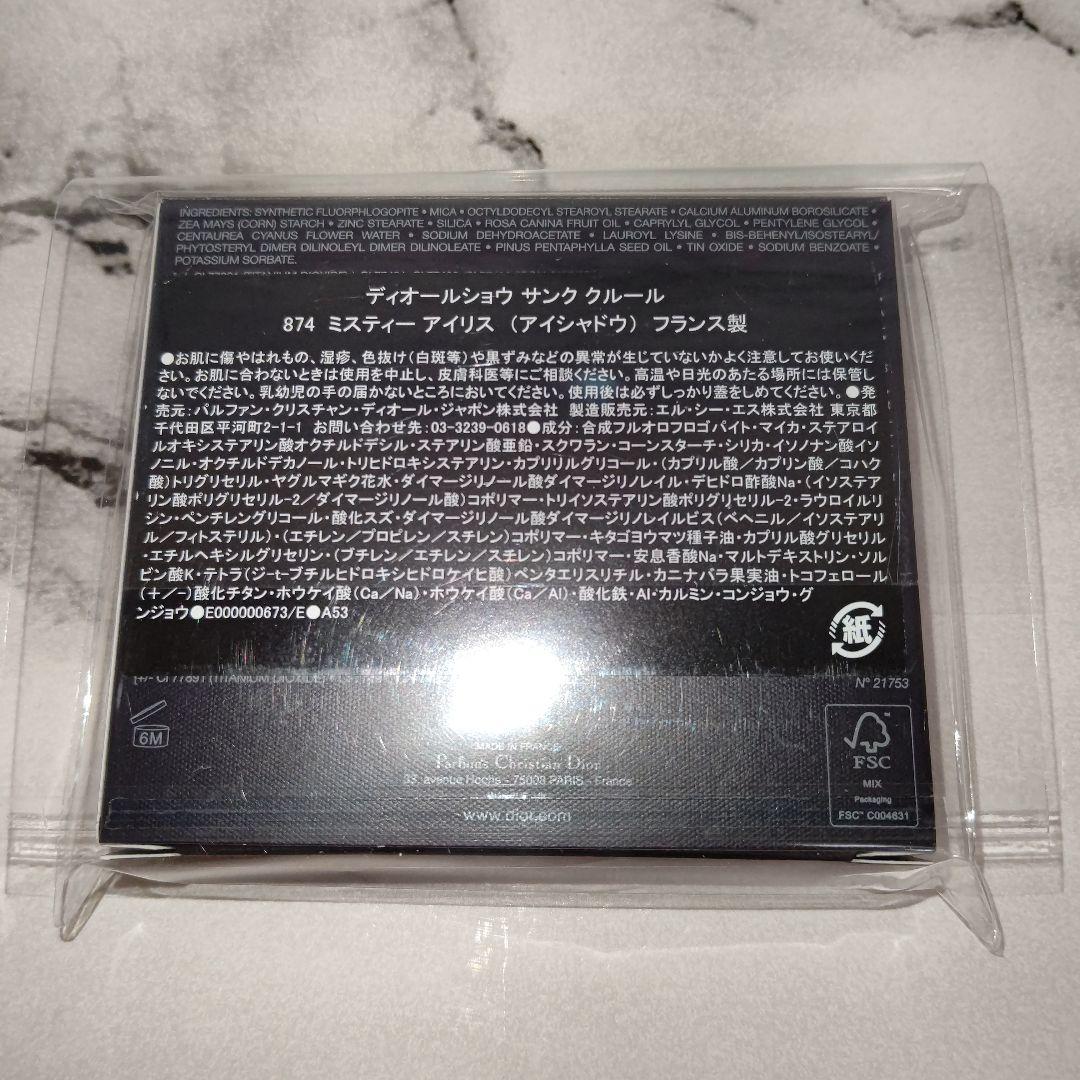 INGREDIENTS: SYNTHETIC FLUORPHLOGOPITE • MICA • OCTYLDODECYL STEAROYL STEARATE • CALCIUM ALUMINUM BOROSILICATE •
ZEA MAYS (CORN) STARCH • ZINC STEARATE • SILICA • ROSA CANINA FRUIT OIL • CAPRYLYL GLYCOL • PENTYLENE GLYCOL •
CENTAUREA CYANUS FLOWER WATER • SODIUM DEHYDROACETATE • LAUROYL LYSINE • BIS-BEHENYL/ISOSTEARYL/
PHYTOSTERYL DIMER DILINOLEYL DIMER DILINOLEATE • PINUS PENTAPHYLLA SEED OIL • TIN OXIDE • SODIUM BENZOATE •
POTASSIUM SORBATE.
ディオールショウ サンク クルール
874 ミスティー アイリス (アイシャドウ) フランス製
●お肌に傷やはれもの、湿疹、色抜け(白斑等)や黒ずみなどの異常が生じていないかよく注意してお使いくだ
さい。お肌に合わないときは使用を中止し、皮膚科医等にご相談ください。高温や日光のあたる場所には保管し
ないでください。乳幼児の手の届かないところにおいてください。使用後は必ずしっかり蓋をしめてください。●発
売元:パルファン・クリスチャン・ディオール・ジャポン株式会社 製造販売元:エル・シー・エス株式会社 東京都
千代田区平河町2-1-1 お問い合わせ先:03-3239-0618●成分:合成フルオロフロゴパイト・マイカ・ステアロイ
ルオキシステアリン酸オクチルドデシル・ステアリン酸亜鉛・スクワラン・コーンスターチ・シリカ・イソノナン酸イソ
ノニル・オクチルドデカノール・トリヒドロキシステアリン・カプリリルグリコール・(カプリル酸/カプリン酸/コハク
酸)トリグリセリル・ヤグルマギク花水・ダイマージリノール酸ダイマージリノレイル・デヒドロ酢酸Na・(イソステア
リン酸ポリグリセリル-2/ダイマージリノール酸)コポリマー・トリイソステアリン酸ポリグリセリル-2・ラウロイルリ
シン・ペンチレングリコール・酸化スズ・ダイマージリノール酸ダイマージリノレイルビス(ベヘニル/イソステアリ
ル/フィトステリル)・(エチレン/プロピレン/スチレン)コポリマー・キタゴヨウマツ種子油・カプリル酸グリセリル
・エチルヘキシルグリセリン・(ブチレン/エチレン/スチレン)コポリマー・安息香酸Na・マルトデキストリン・ソル
ビン酸K・テトラ(ジ-t-ブチルヒドロキシヒドロケイヒ酸)ペンタエリスリチル・カニナバラ果実油・トコフェロール
(+/-)酸化チタン・ホウケイ酸(Ca/Na)・ホウケイ酸(Ca/Al)・酸化鉄・Al・カルミン・コンジョウ・グ
ンジョウ●E000000673/E●A53
紙
[+/- CI 77891 (TITANIUM DIOXIDE)
N° 21753
6M
MADE IN FRANCE
Parfums Christian Dior
33, avenue Hoche - 75008 PARIS - France
www.dior.com
FSC
MIX
Packaging
FSC™ C004631